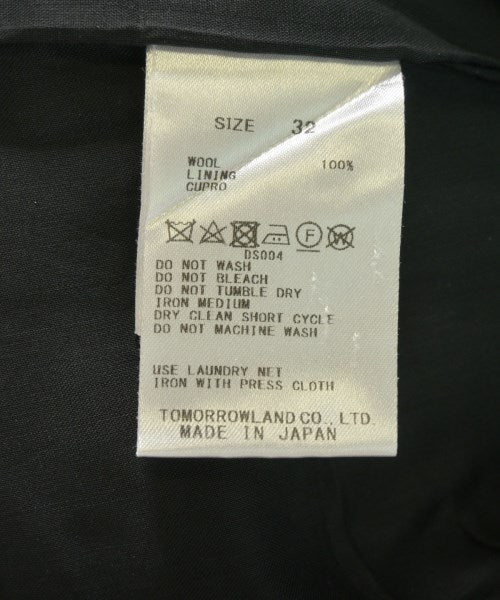 SIZE 32
WOOL 100%
LINING
CUPRO
F W
DS004
DO NOT WASH
DO NOT BLEACH
DO NOT TUMBLE DRY
IRON MEDIUM
DRY CLEAN SHORT CYCLE
DO NOT MACHINE WASH
USE LAUNDRY NET
IRON WITH PRESS CLOTH
TOMORROWLAND CO., LTD.
MADE IN JAPAN